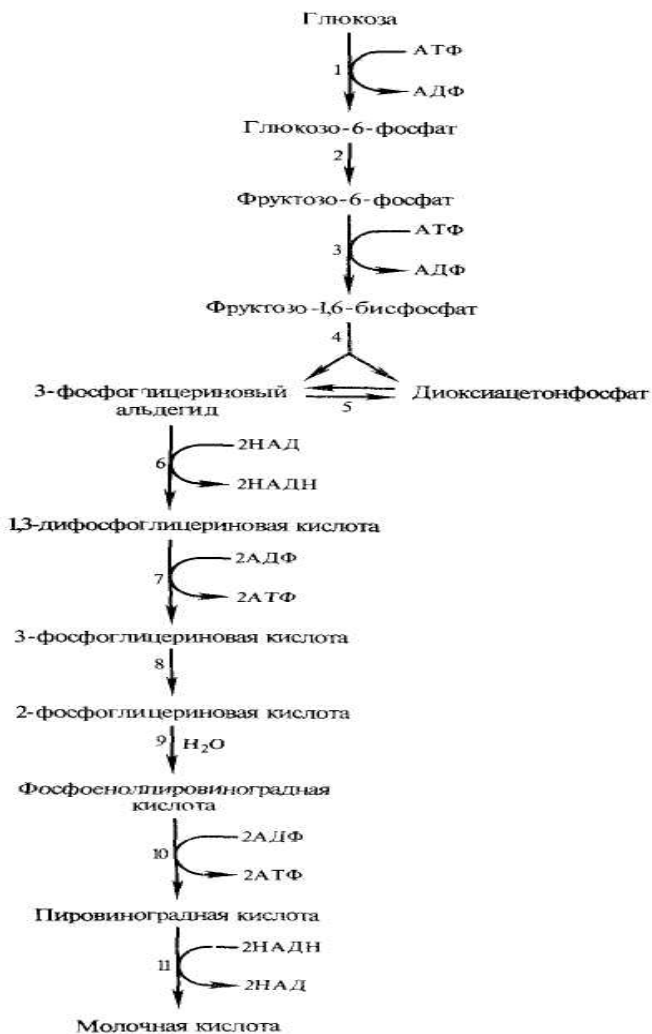 Глюкоза
АТФ
1
АДФ
Глюкозо-6-фосфат
2
Фруктозо-6-фосфат
АТФ
3
АДФ
Фруктозо-1,6-бисфосфат
4
3-фосфоглицериновый
альдегид
5
Диоксиацетонфосфат
2НАД
6
2НАДН
1,3-дифосфоглицериновая кислота
2АДФ
7
2АТФ
3-фосфоглицериновая кислота
8
2-фосфоглицериновая кислота
9 H₂O
Фосфоенолпировиноградная
кислота
2АДФ
10
2АТФ
Пировиноградная кислота
2НАДН
11
2НАД
Молочная кислота